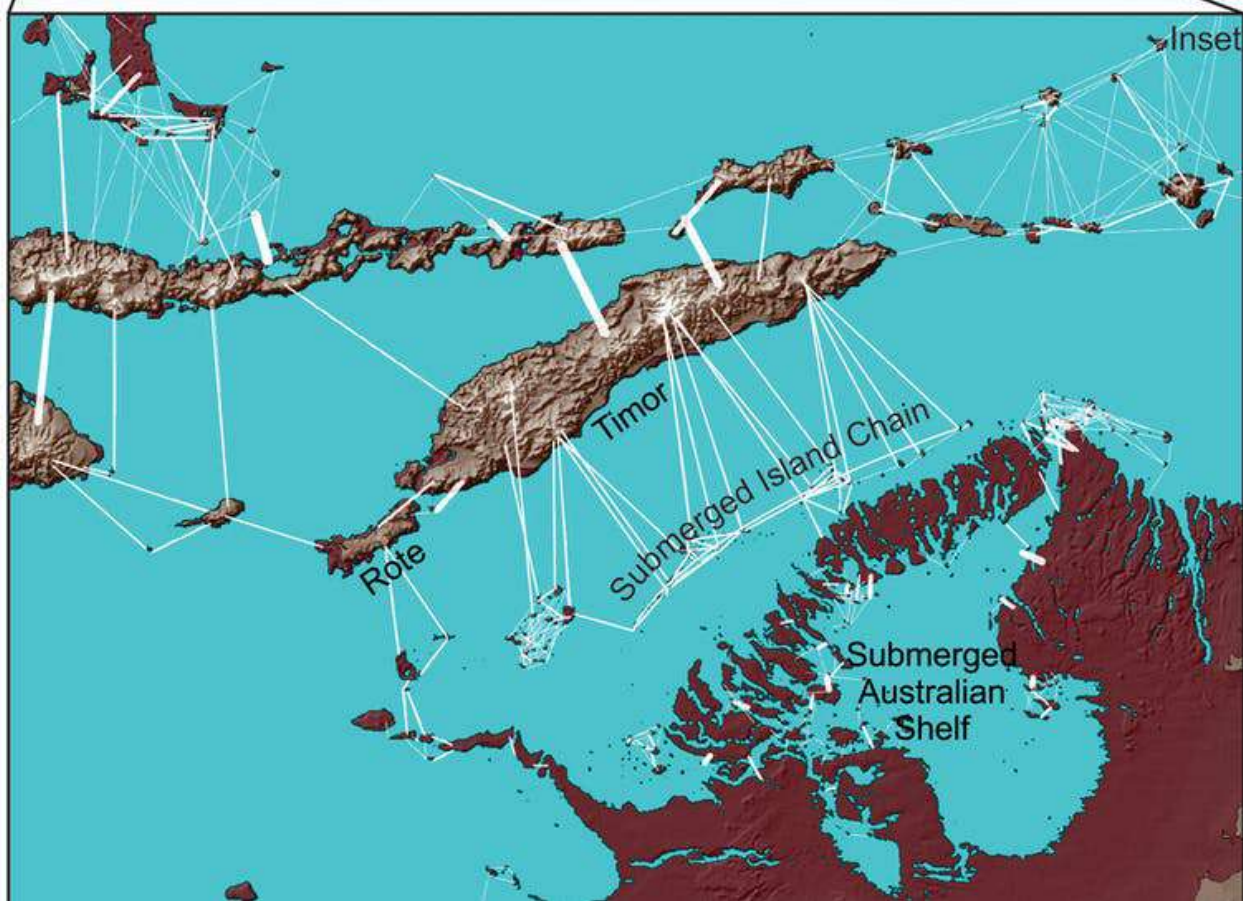 Inset
Timor
Submerged Island Chain
Rote
Submerged
Australian
Shelf